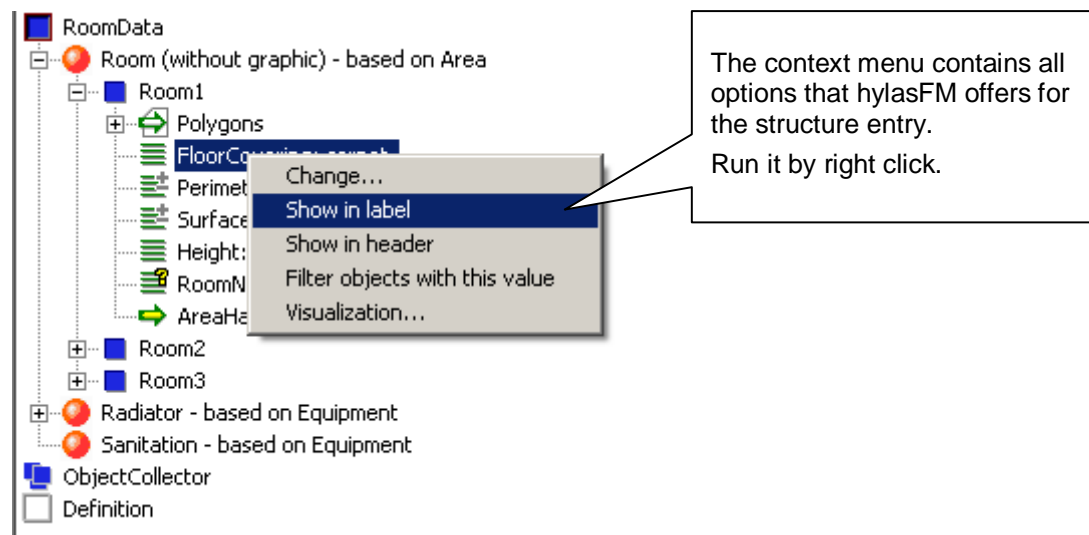 RoomData
Room (without graphic) - based on Area
Room1
Polygons
FloorCovering: carpet
Perimet
Surface
Height:
RoomN
AreaHa
Room2
Room3
Radiator - based on Equipment
Sanitation - based on Equipment
ObjectCollector
Definition
Change...
Show in label
Show in header
Filter objects with this value
Visualization...
The context menu contains all
options that hylasFM offers for
the structure entry.
Run it by right click.